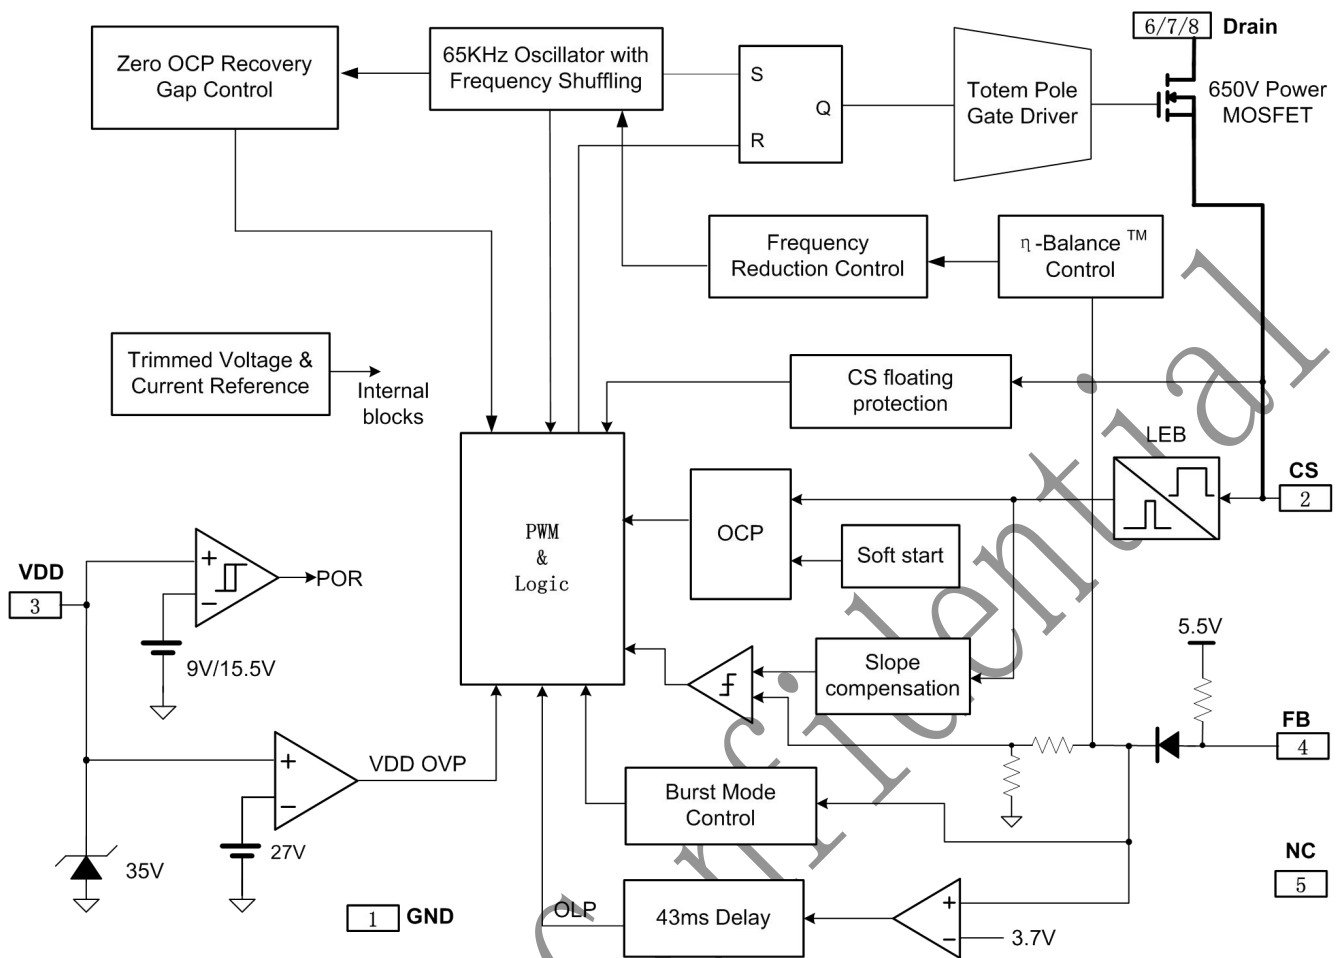 6/7/8 Drain
Zero OCP Recovery
Gap Control
65KHz Oscillator with
Frequency Shuffling
S
Q
R
Totem Pole
Gate Driver
650V Power
MOSFET
Frequency
Reduction Control
η-Balance TM
Control
Trimmed Voltage &
Current Reference
Internal
blocks
CS floating
protection
LEB
CS
2
PWM
&
Logic
OCP
Soft start
VDD
3
+
−
POR
9V/15.5V
Slope
compensation
5.5V
FB
4
+
−
VDD OVP
27V
35V
Burst Mode
Control
NC
5
1 GND
OLP
43ms Delay
+
−
3.7V
nfidential